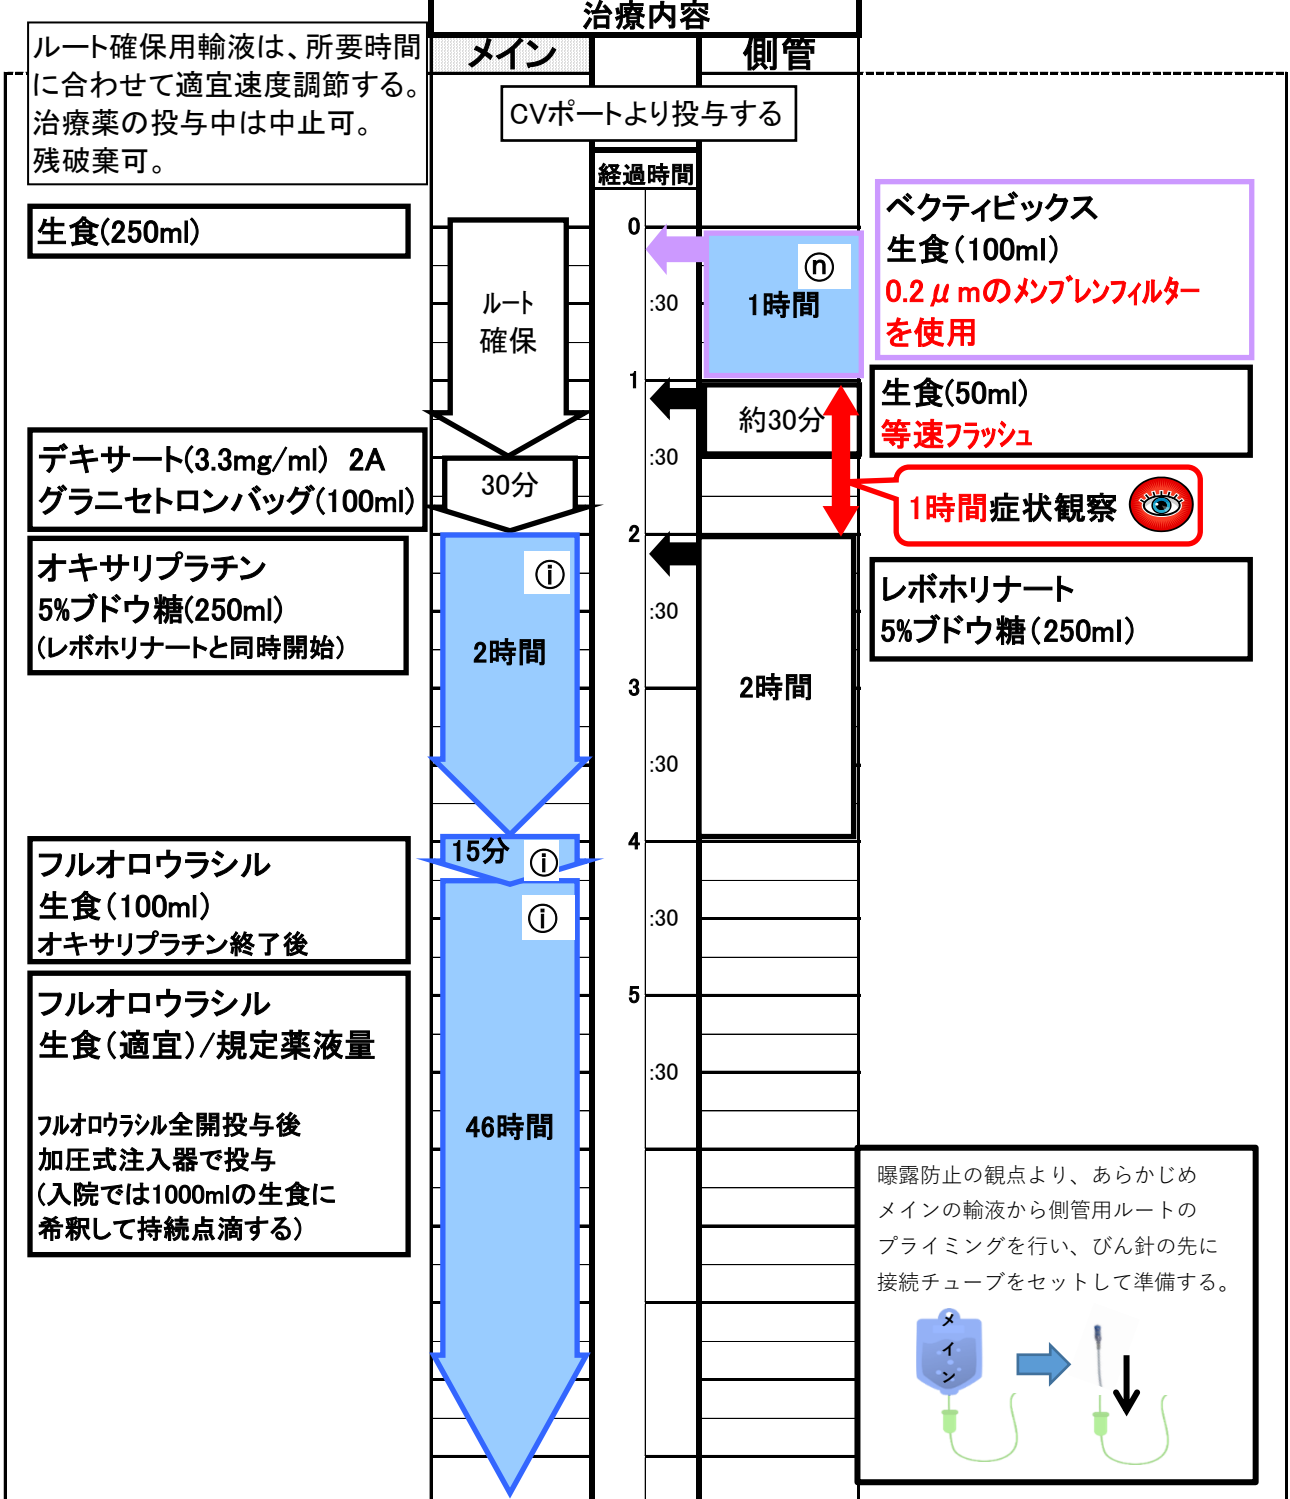 治療内容
メイン
側管
ルート確保用輸液は、所要時間
に合わせて適宜速度調節する。
治療薬の投与中は中止可。
残破棄可。
CVポートより投与する
経過時間
生食(250ml)
ルート
確保
0
:30
1
:30
2
:30
3
:30
4
:30
5
:30
ⓝ
1時間
ベクティビックス
生食(100ml)
0.2μmのメンブレンフィルター
を使用
約30分
生食(50ml)
等速フラッシュ
1時間症状観察
デキサート(3.3mg/ml) 2A
グラニセトロンバッグ(100ml)
30分
オキサリプラチン
5%ブドウ糖(250ml)
(レボホリナートと同時開始)
ⓘ
2時間
2時間
レボホリナート
5%ブドウ糖(250ml)
フルオロウラシル
生食(100ml)
オキサリプラチン終了後
15分
ⓘ
フルオロウラシル
生食(適宜)/規定薬液量
フルオロウラシル全開投与後
加圧式注入器で投与
(入院では1000mlの生食に
希釈して持続点滴する)
ⓘ
46時間
曝露防止の観点より、あらかじめ
メインの輸液から側管用ルートの
プライミングを行い、びん針の先に
接続チューブをセットして準備する。
メイン